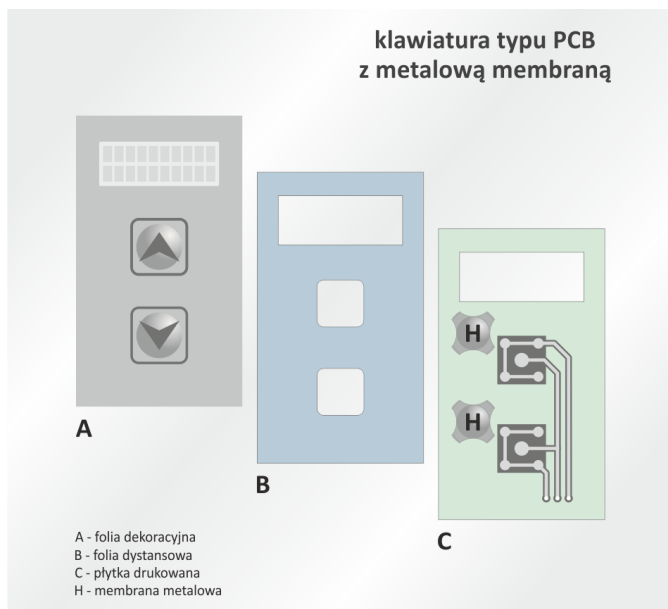 klawiatura typu PCB
z metalową membraną
A
B
H
H
C
A - folia dekoracyjna
B - folia dystansowa
C - płytka drukowana
H - membrana metalowa